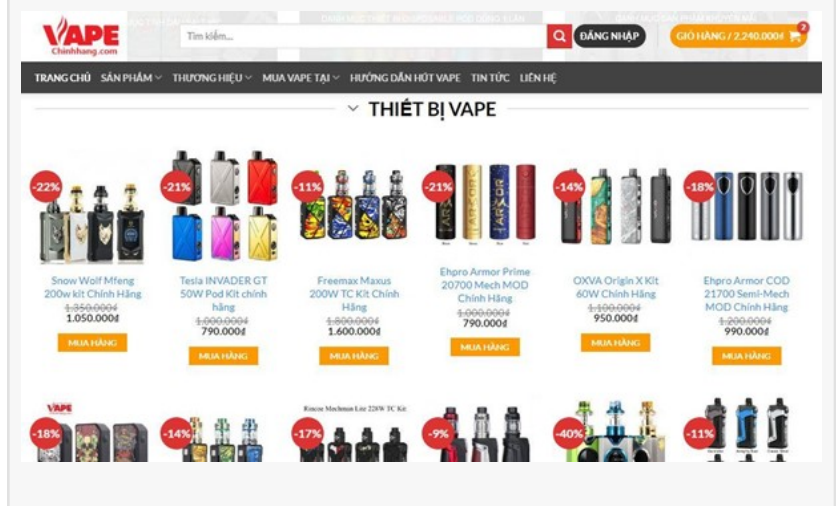 VAPE
Chinhhang.com
Tìm kiếm...
ĐĂNG NHẬP
GIỎ HÀNG / 2.240.000₫
2
TRANG CHỦ SẢN PHẨM THƯƠNG HIỆU MUA VAPE TẠI HƯỚNG DẪN HÚT VAPE TIN TỨC LIÊN HỆ
THIẾT BỊ VAPE
-22% -21% -11% -21% -14% -18%
Snow Wolf Mfeng
200w kit Chính Hãng
1.350.000₫
1.050.000₫
MUA HÀNG
Tesla INVADER GT
50W Pod Kit chính
hãng
1.000.000₫
790.000₫
MUA HÀNG
Freemax Maxus
200W TC Kit Chính
Hãng
1.800.000₫
1.600.000₫
MUA HÀNG
Ehpro Armor Prime
20700 Mech MOD
Chính Hãng
1.000.000₫
790.000₫
MUA HÀNG
OXVA Origin X Kit
60W Chính Hãng
1.100.000₫
950.000₫
MUA HÀNG
Ehpro Armor COD
21700 Semi-Mech
MOD Chính Hãng
1.200.000₫
990.000₫
MUA HÀNG
VAPE
Rincoe Mechman Lite 228W TC Kit
-18% -14% -17% -9% -40% -11%